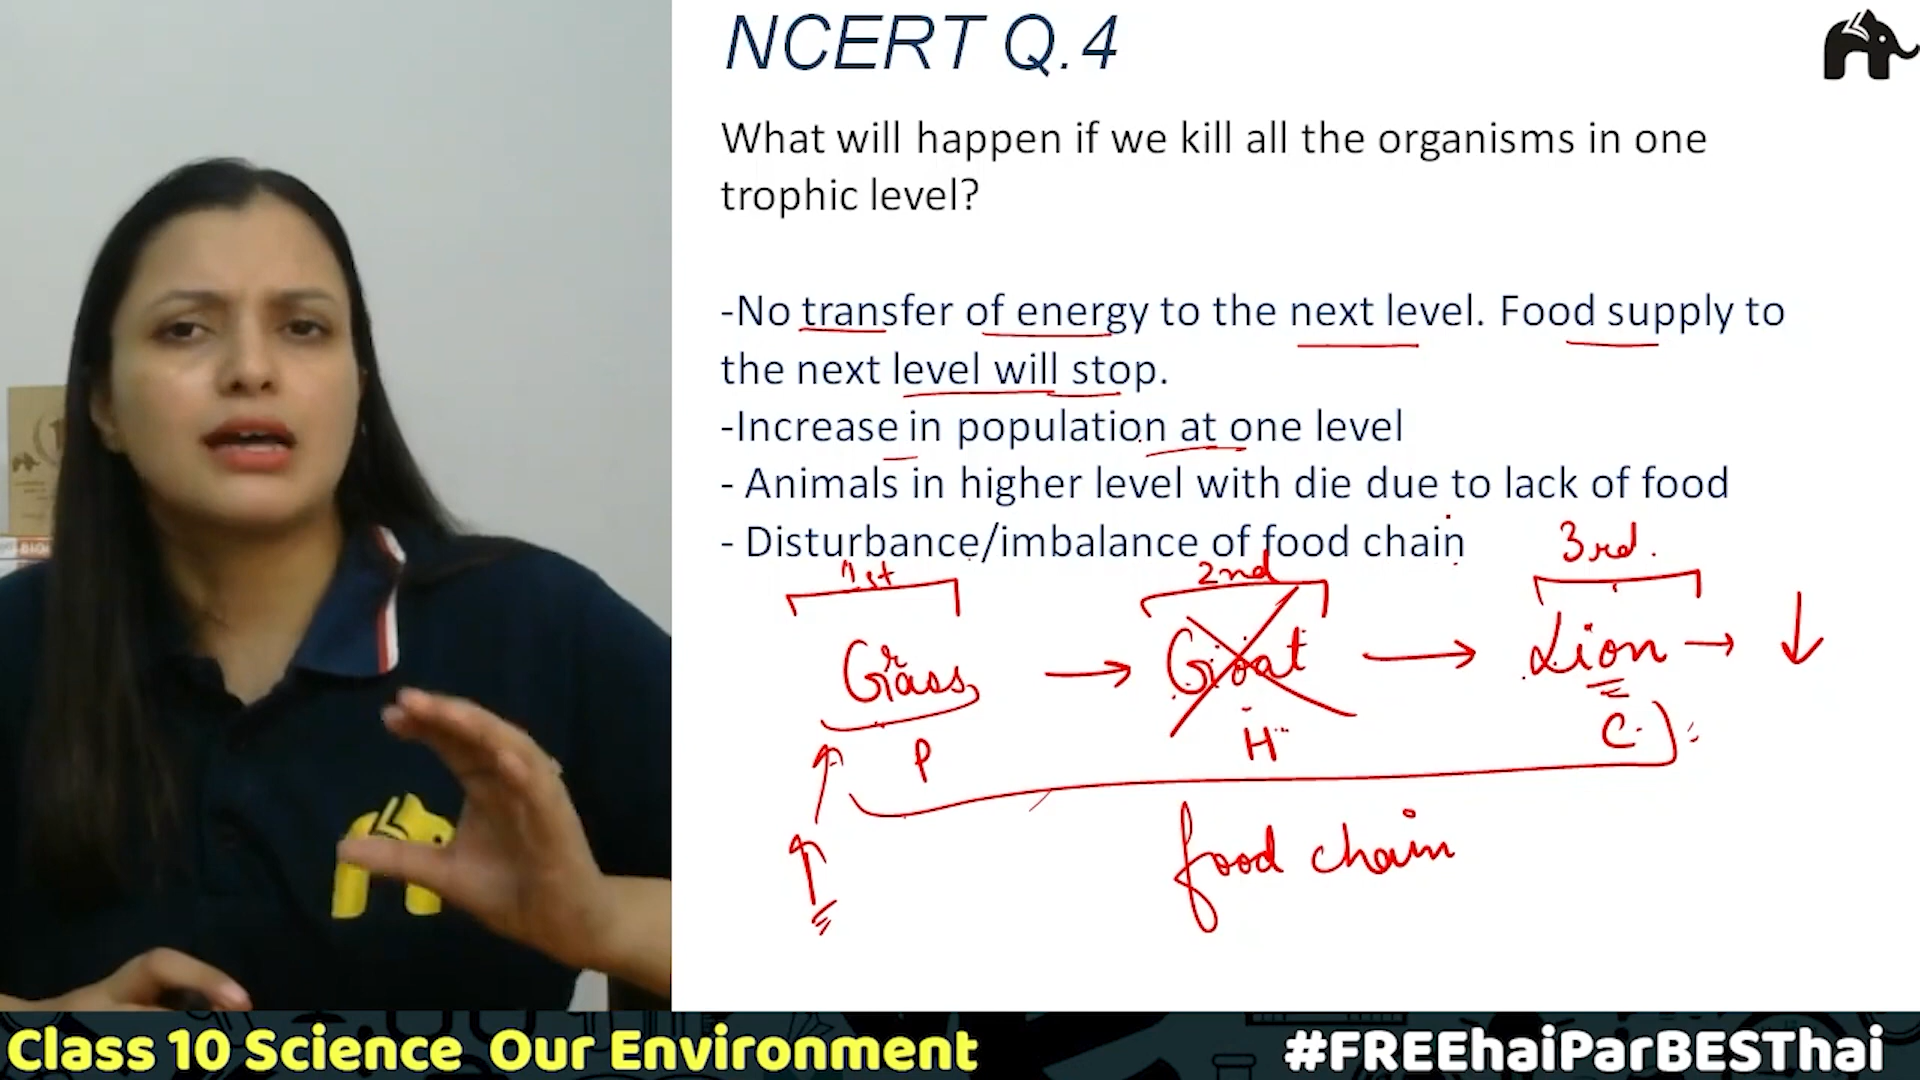 NCERT Q.4
What will happen if we kill all the organisms in one
trophic level?
-No transfer of energy to the next level. Food supply to
the next level will stop.
-Increase in population at one level
- Animals in higher level with die due to lack of food
- Disturbance/imbalance of food chain
1st 2nd 3rd.
Grass → Goat → Lion → ↓
P H C
food chain
BIO
Class 10 Science Our Environment
#FREEhaiParBESThai